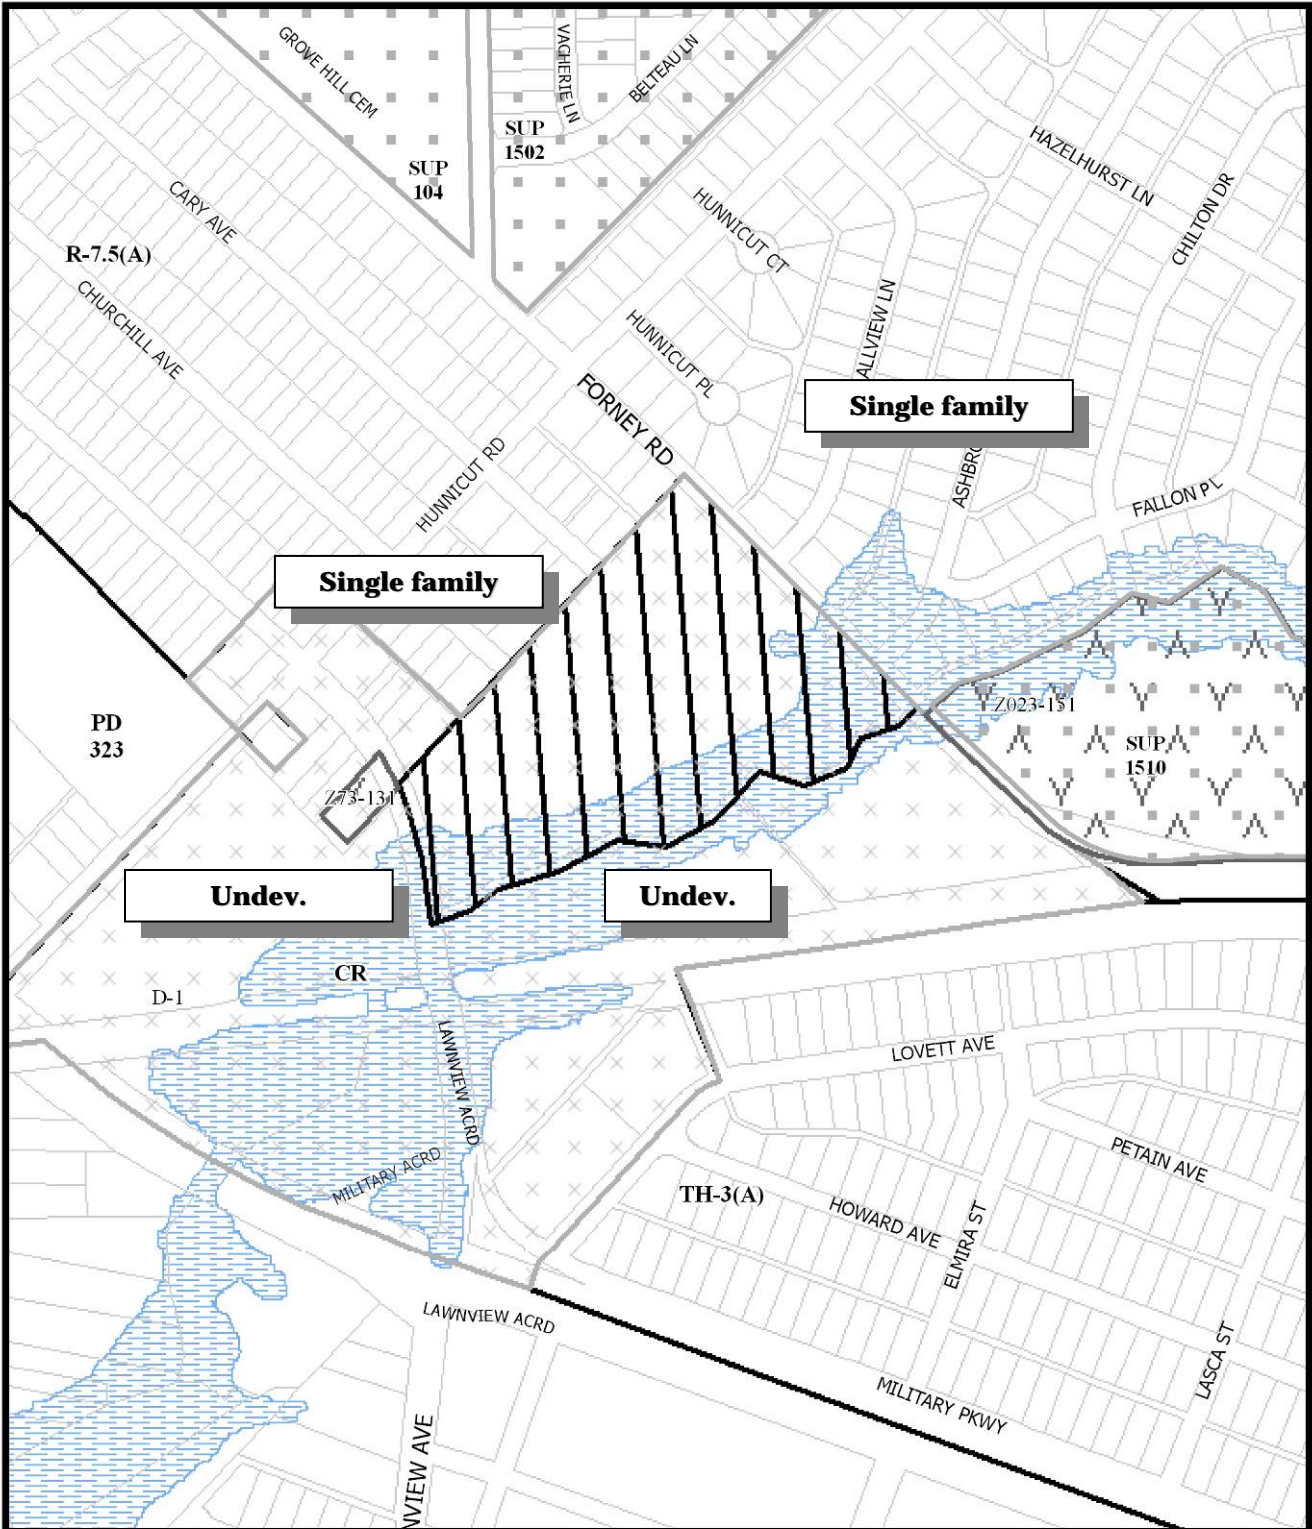 GROVE HILL CEM
VAGHERIE LN
BELTEAU LN
SUP
1502
SUP
104
HAZELHURST LN
CHILTON DR
CARY AVE
HUNNICUT CT
R-7.5(A)
CHURCHILL AVE
ALLVIEW LN
HUNNICUT PL
FORNEY RD
Single family
HUNNICUT RD
ASHBRO
FALLON PL
Single family
Z023-151
PD
323
SUP
1510
Z73-131
Undev.
Undev.
CR
D-1
LAWNVIEW ACRD
LOVETT AVE
MILITARY ACRD
PETAIN AVE
TH-3(A)
HOWARD AVE
ELMIRA ST
LAWNVIEW ACRD
LASCA ST
MILITARY PKWY
NVIEW AVE